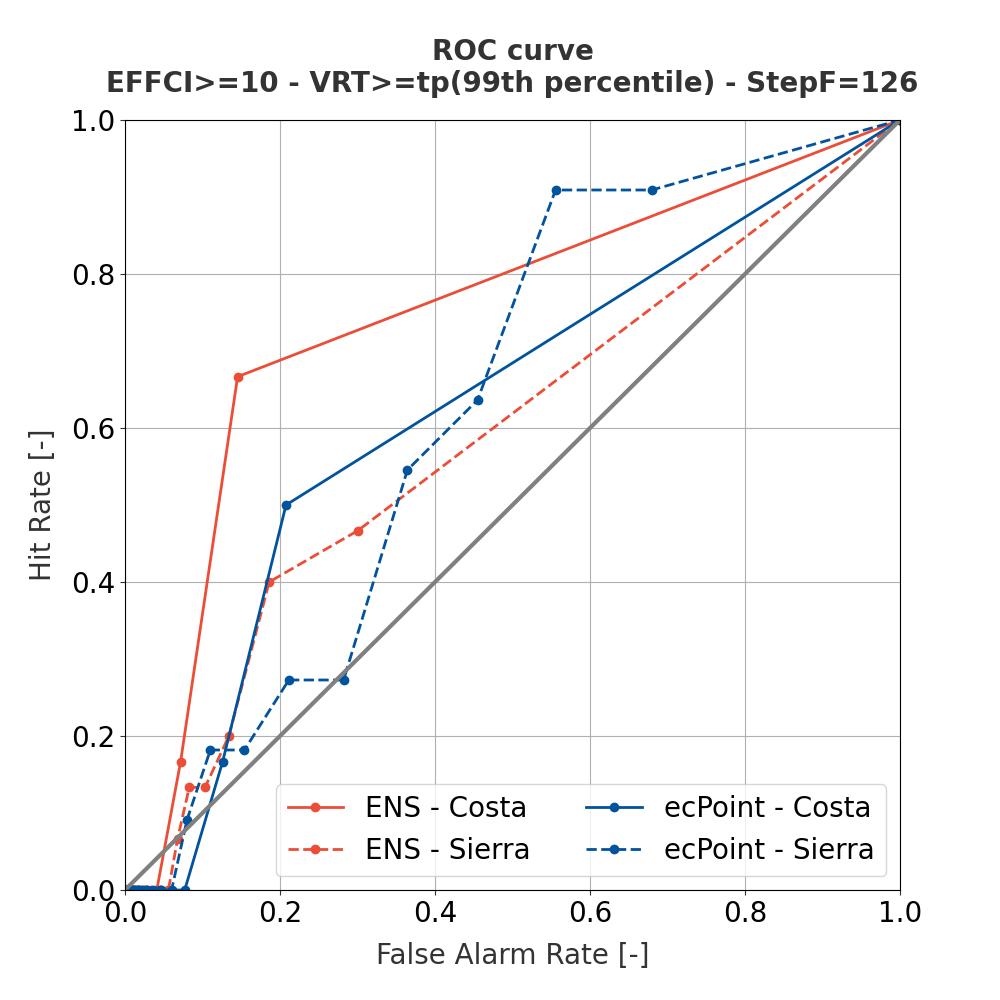 ROC curve
EFFCI>=10 - VRT>=tp(99th percentile) - StepF=126
1.0
0.8
0.6
0.4
0.2
0.0
Hit Rate [-]
ENS - Costa
ENS - Sierra
ecPoint - Costa
ecPoint - Sierra
0.0 0.2 0.4 0.6 0.8 1.0
False Alarm Rate [-]